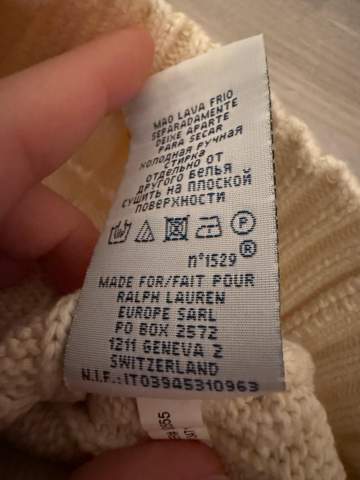 MAO LAVA FRIO
SEPARADAMENTE
DEIXE APARTE
PARA SECAR
ХОЛОДНАЯ РУЧНАЯ
СТИРКА
ОТДЕЛЬНО ОТ
ДРУГОГО БЕЛЬЯ
СУШИТЬ НА ПЛОСКОЙ
ПОВЕРХНОСТИ
P
®
n°1529
MADE FOR/FAIT POUR
RALPH LAUREN
EUROPE SARL
PO BOX 2572
1211 GENEVA 2
SWITZERLAND
N.I.F.:IT03945310963